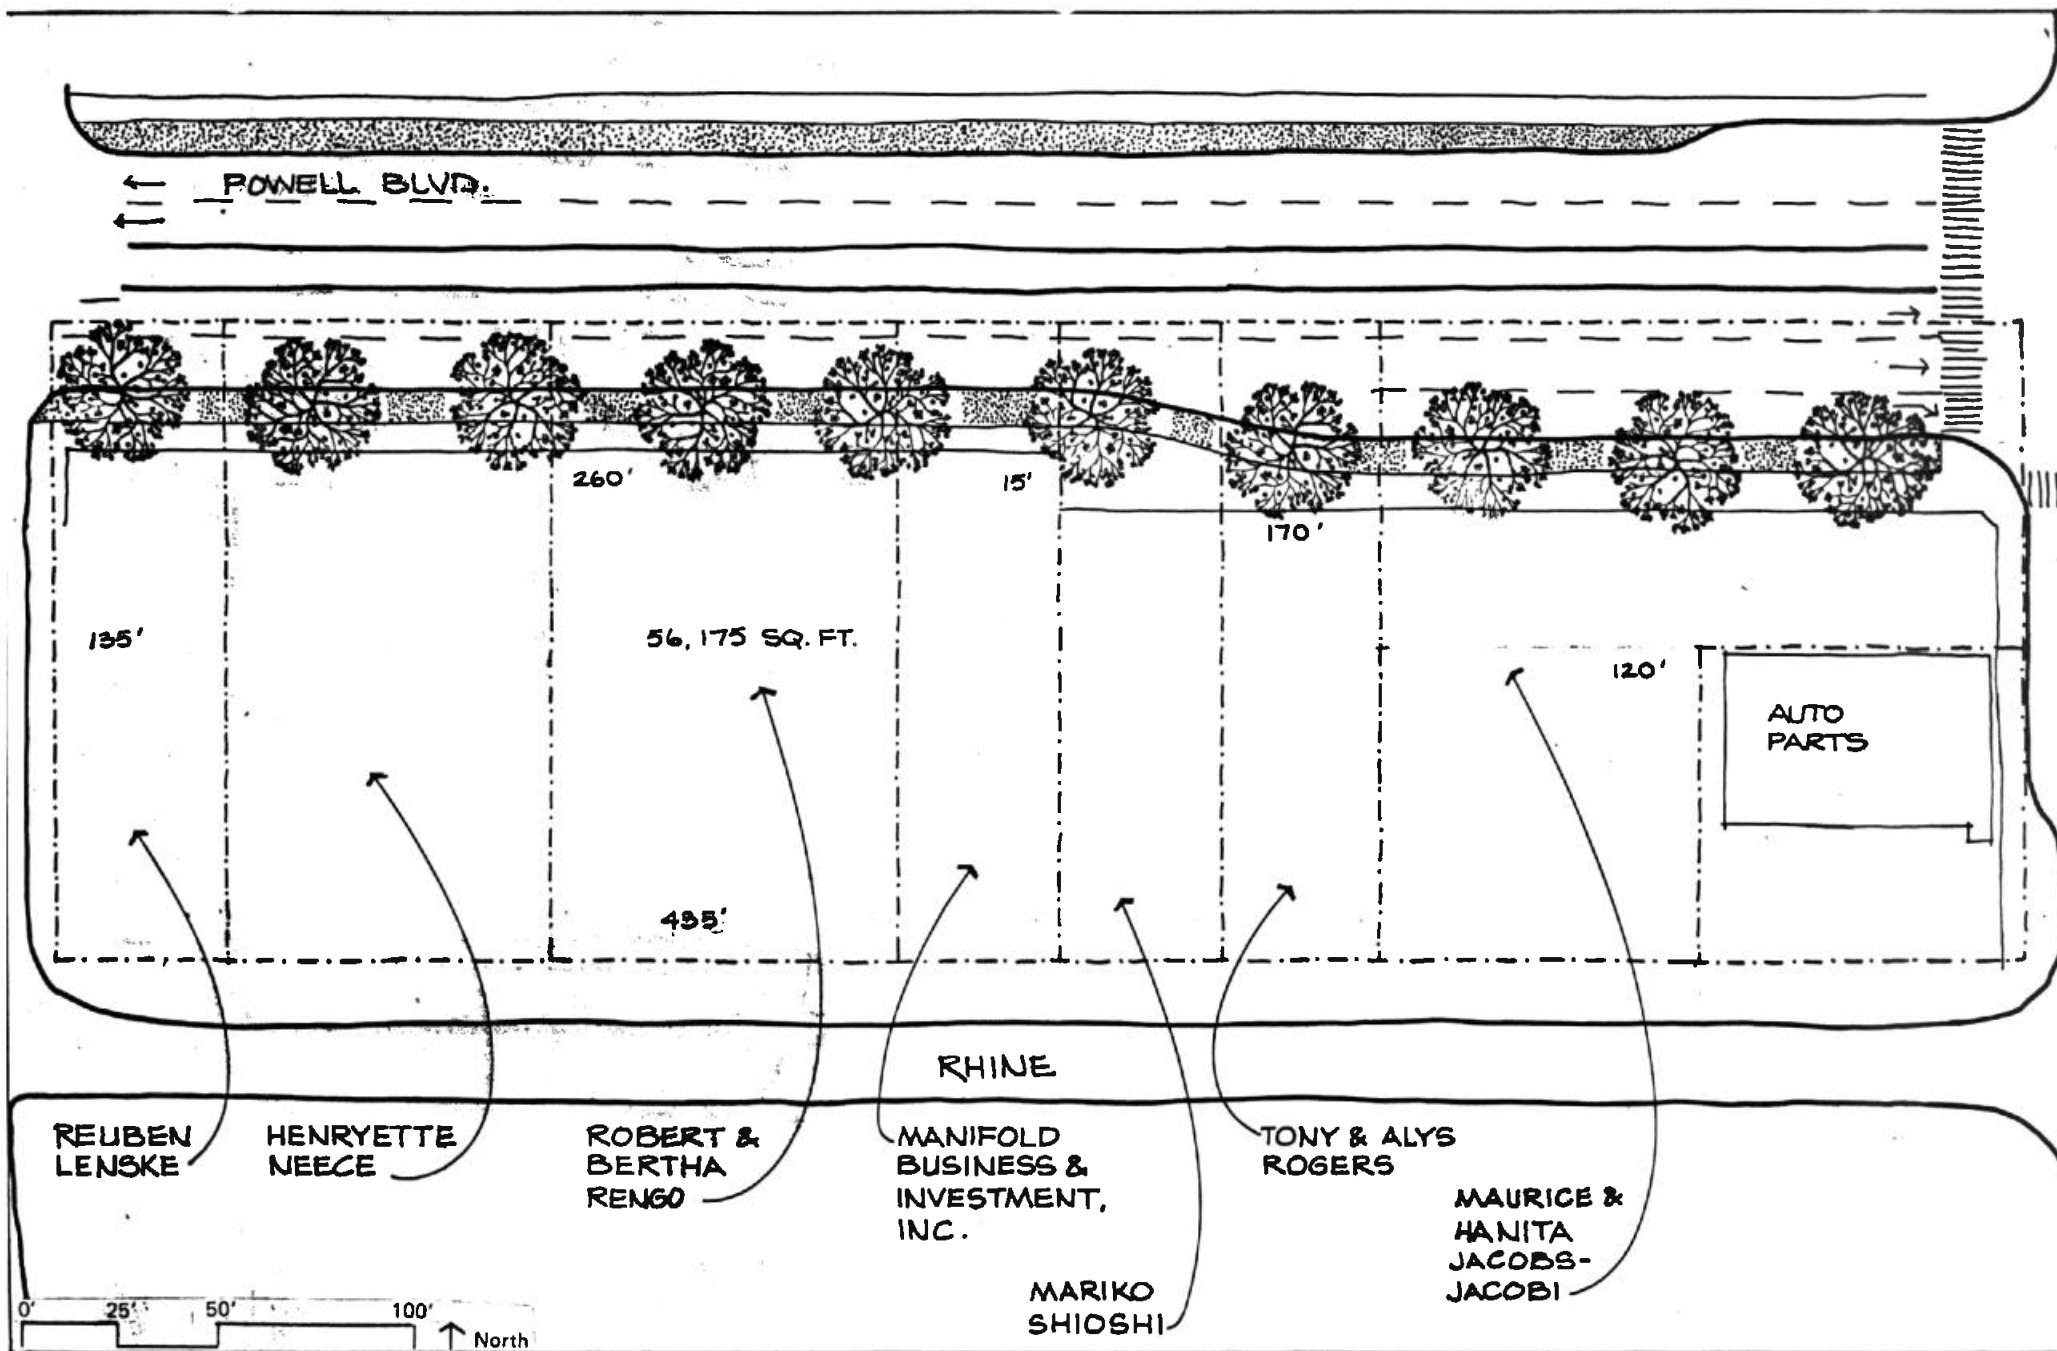 POWELL BLVD.
260'
15'
170'
135'
56,175 SQ. FT.
120'
AUTO
PARTS
435'
RHINE
REUBEN
LENSKE
HENRYETTE
NEECE
ROBERT &
BERTHA
RENGO
MANIFOLD
BUSINESS &
INVESTMENT,
INC.
MARIKO
SHIOSHI
TONY & ALYS
ROGERS
MAURICE &
HANITA
JACOBS-
JACOBI
0' 25' 50' 100'
North